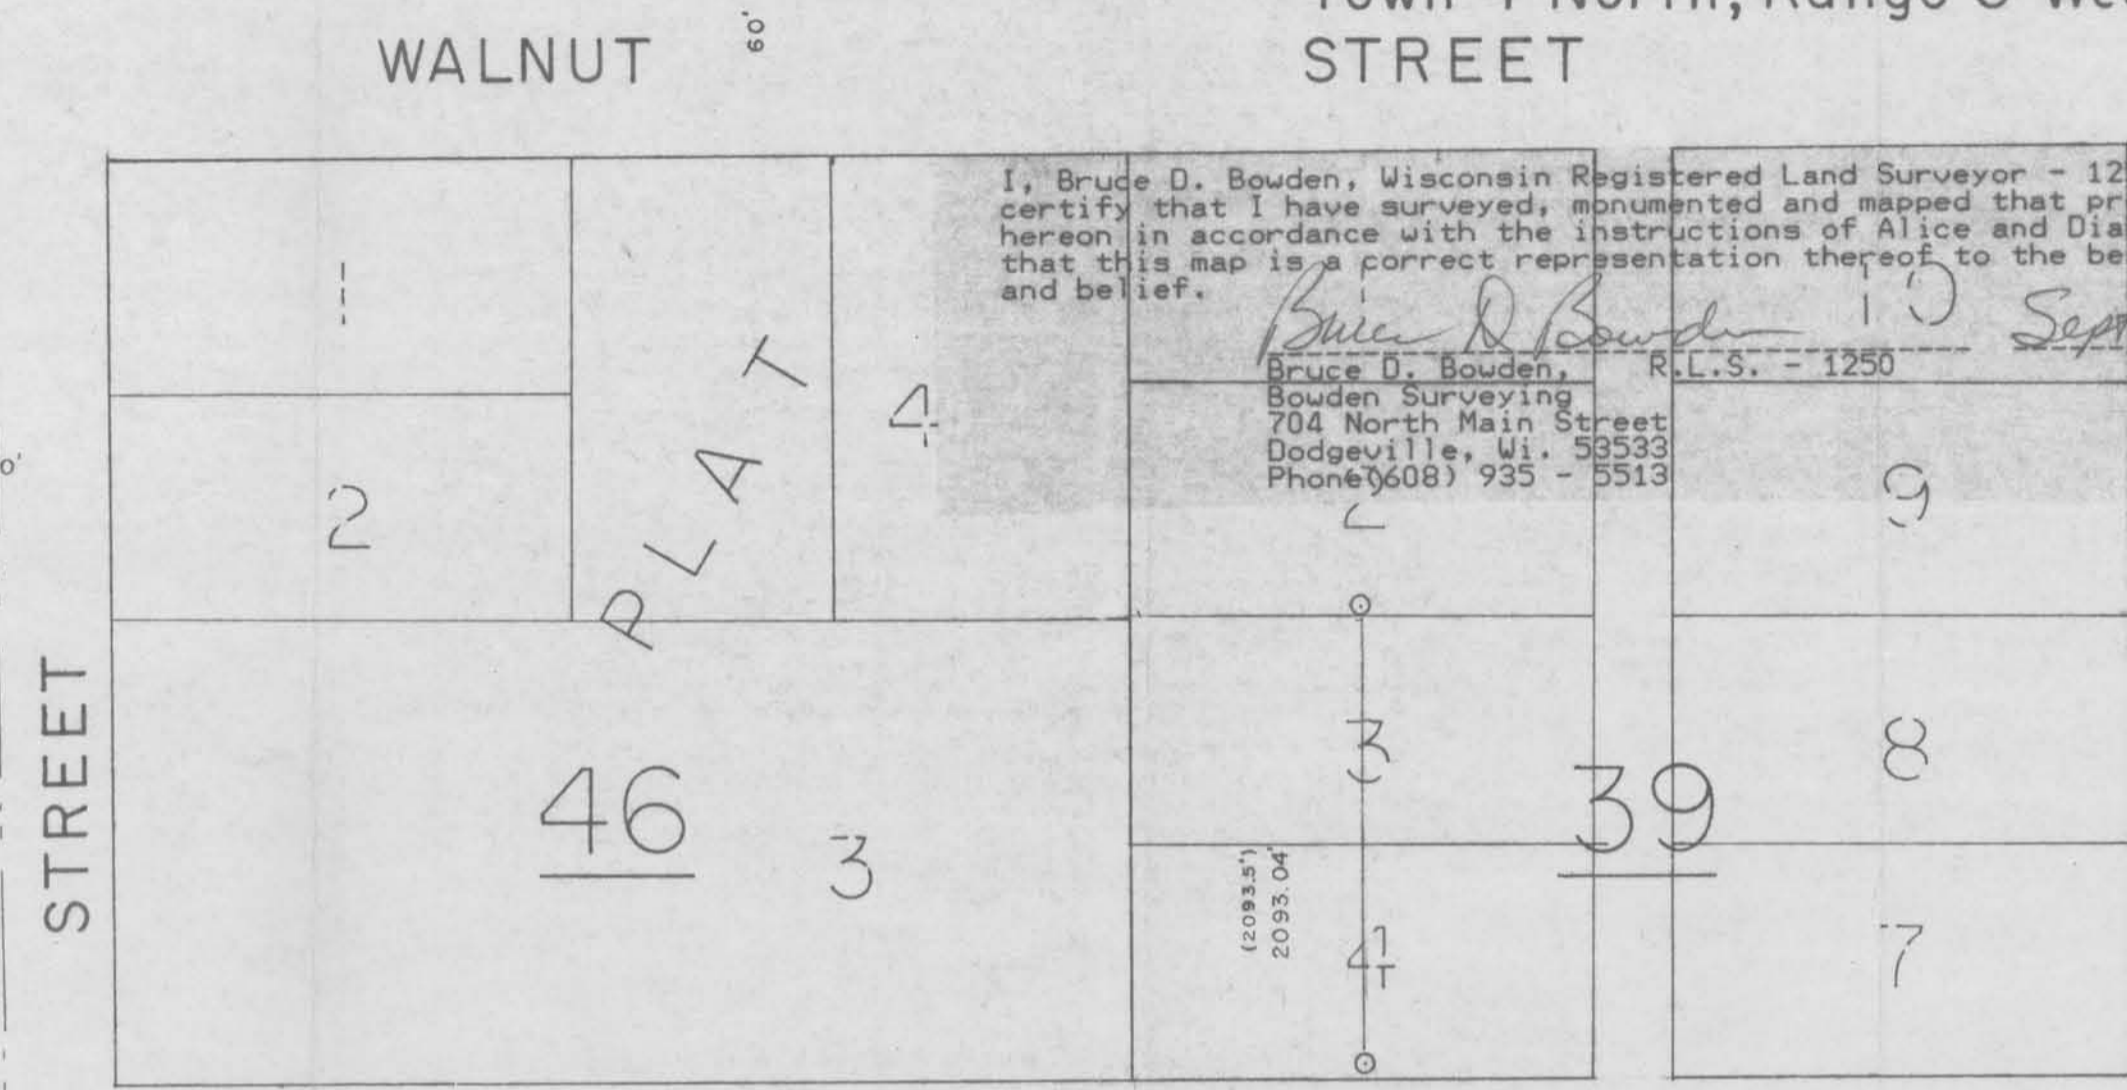 WALNUT
60'
STREET
I, Bruce D. Bowden, Wisconsin Registered Land Surveyor - 12
certify that I have surveyed, monumented and mapped that pr
hereon in accordance with the instructions of Alice and Dia
that this map is a correct representation thereof to the be
and belief.
Bruce D Bowden
Sept
Bruce D. Bowden, R.L.S. - 1250
Bowden Surveying
704 North Main Street
Dodgeville, Wi. 53533
Phone (608) 935 - 5513
1
2
PLAT
4
46
3
STREET
1
2
3
4
(2093.5')
2093.04'
39
10
9
8
7